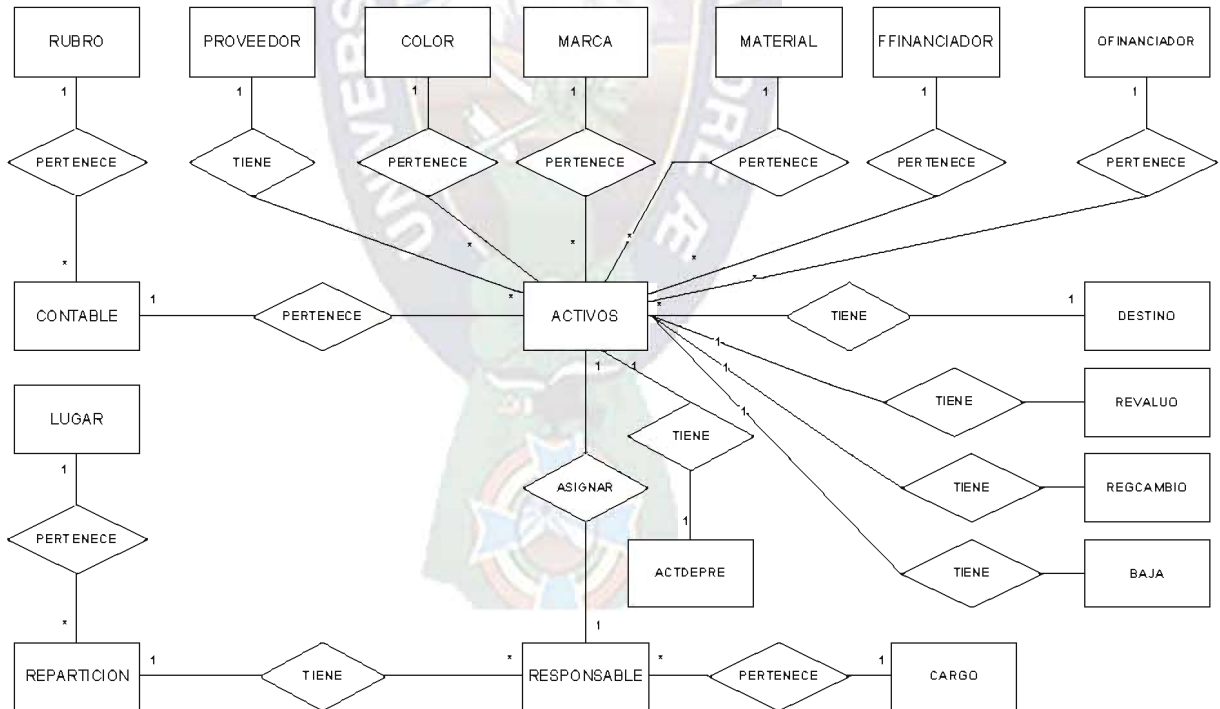 RUBRO PROVEEDOR COLOR MARCA MATERIAL FFINANCIADOR OFINANCIADOR
1 1 1 1 1 1 1
PERTENECE TIENE PERTENECE PERTENECE PERTENECE PERTENECE PERTENECE
* * * * * *
CONTABLE 1 PERTENECE * ACTIVOS * TIENE 1 DESTINO
1 1 1 1
LUGAR TIENE REVALUO
1 TIENE 1
ASIGNAR TIENE REGCAMBIO
PERTENECE 1
ACTDEPRE TIENE BAJA
* 1
REPARTICION 1 TIENE * RESPONSABLE * PERTENECE 1 CARGO